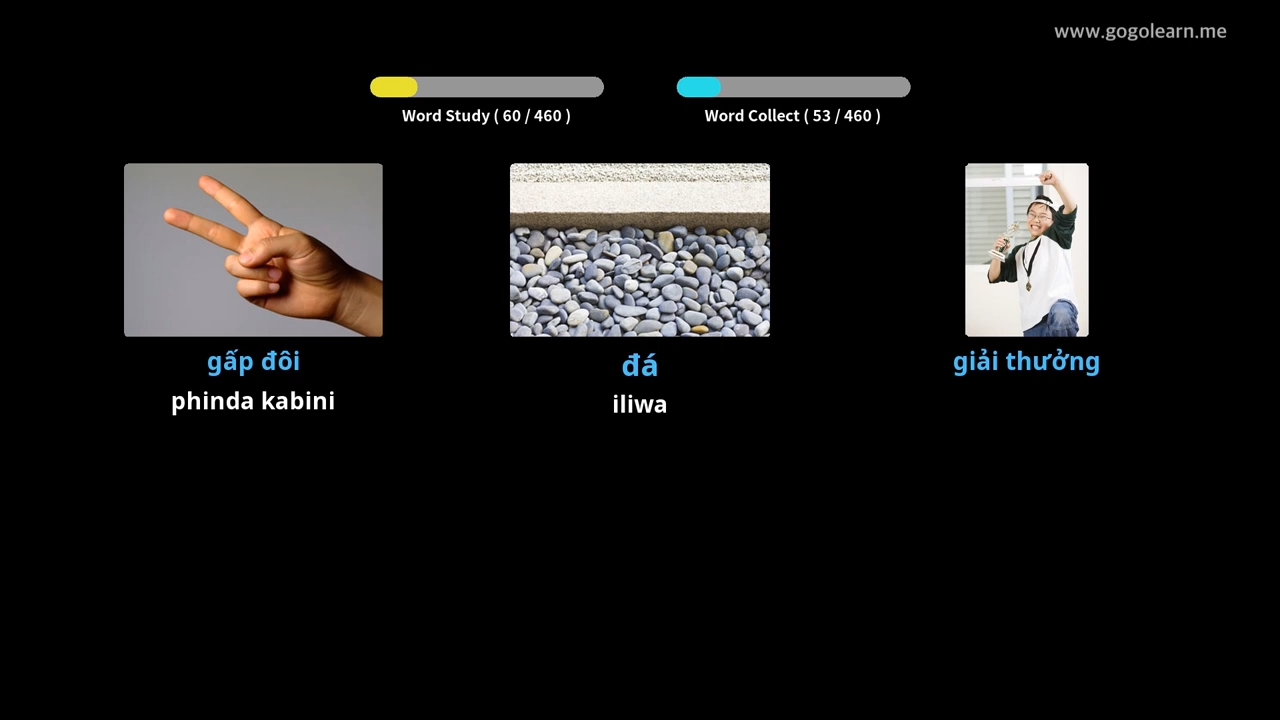 www.gogolearn.me
Word Study ( 60 / 460 )
Word Collect ( 53 / 460 )
gấp đôi
phinda kabini
đá
iliwa
giải thưởng